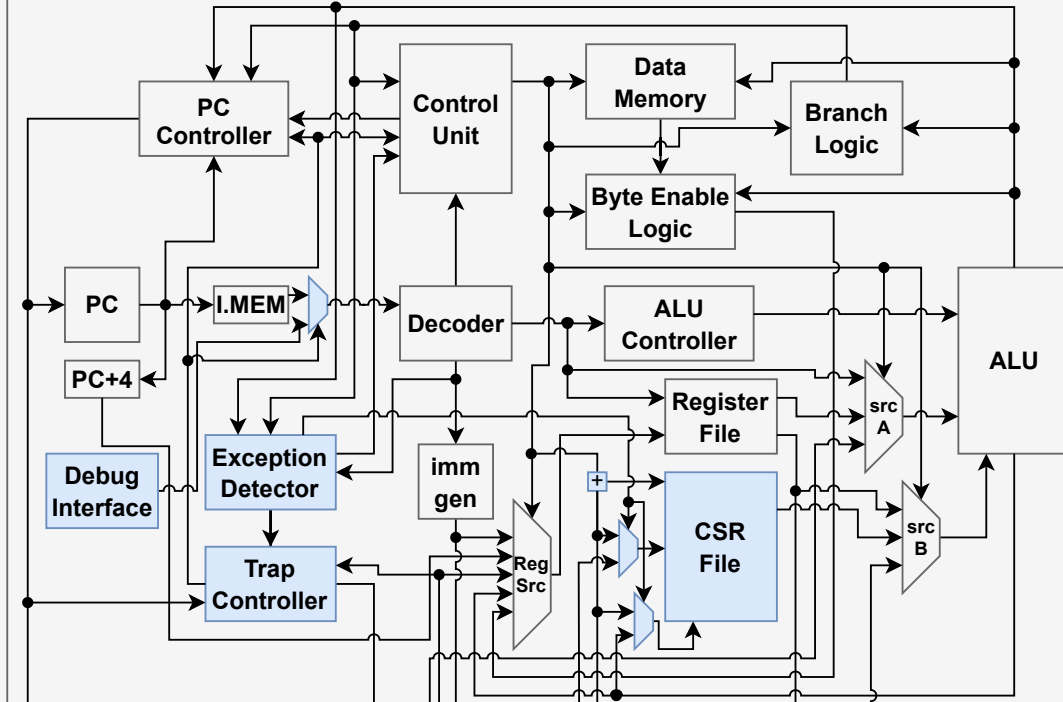 PC
Controller
Control
Unit
Data
Memory
Branch
Logic
Byte Enable
Logic
PC
I.MEM
Decoder
ALU
Controller
ALU
PC+4
Register
File
src
A
Debug
Interface
Exception
Detector
imm
gen
+
CSR
File
src
B
Trap
Controller
Reg
Src